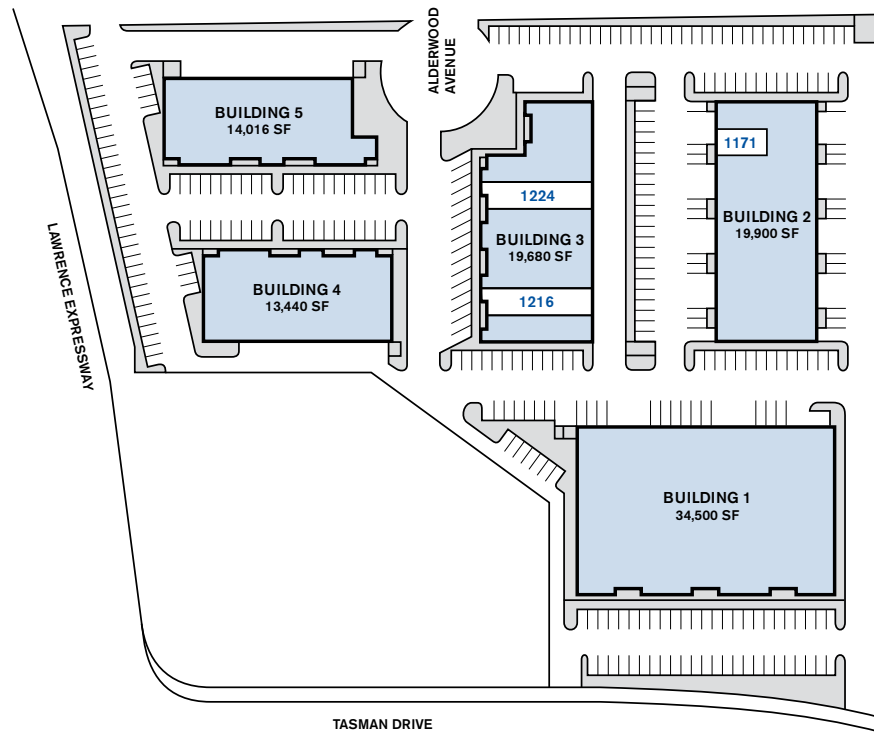 ALDERWOOD
AVENUE
BUILDING 5
14,016 SF
1171
1224
BUILDING 2
19,900 SF
BUILDING 3
19,680 SF
LAWRENCE EXPRESSWAY
BUILDING 4
13,440 SF
1216
BUILDING 1
34,500 SF
TASMAN DRIVE